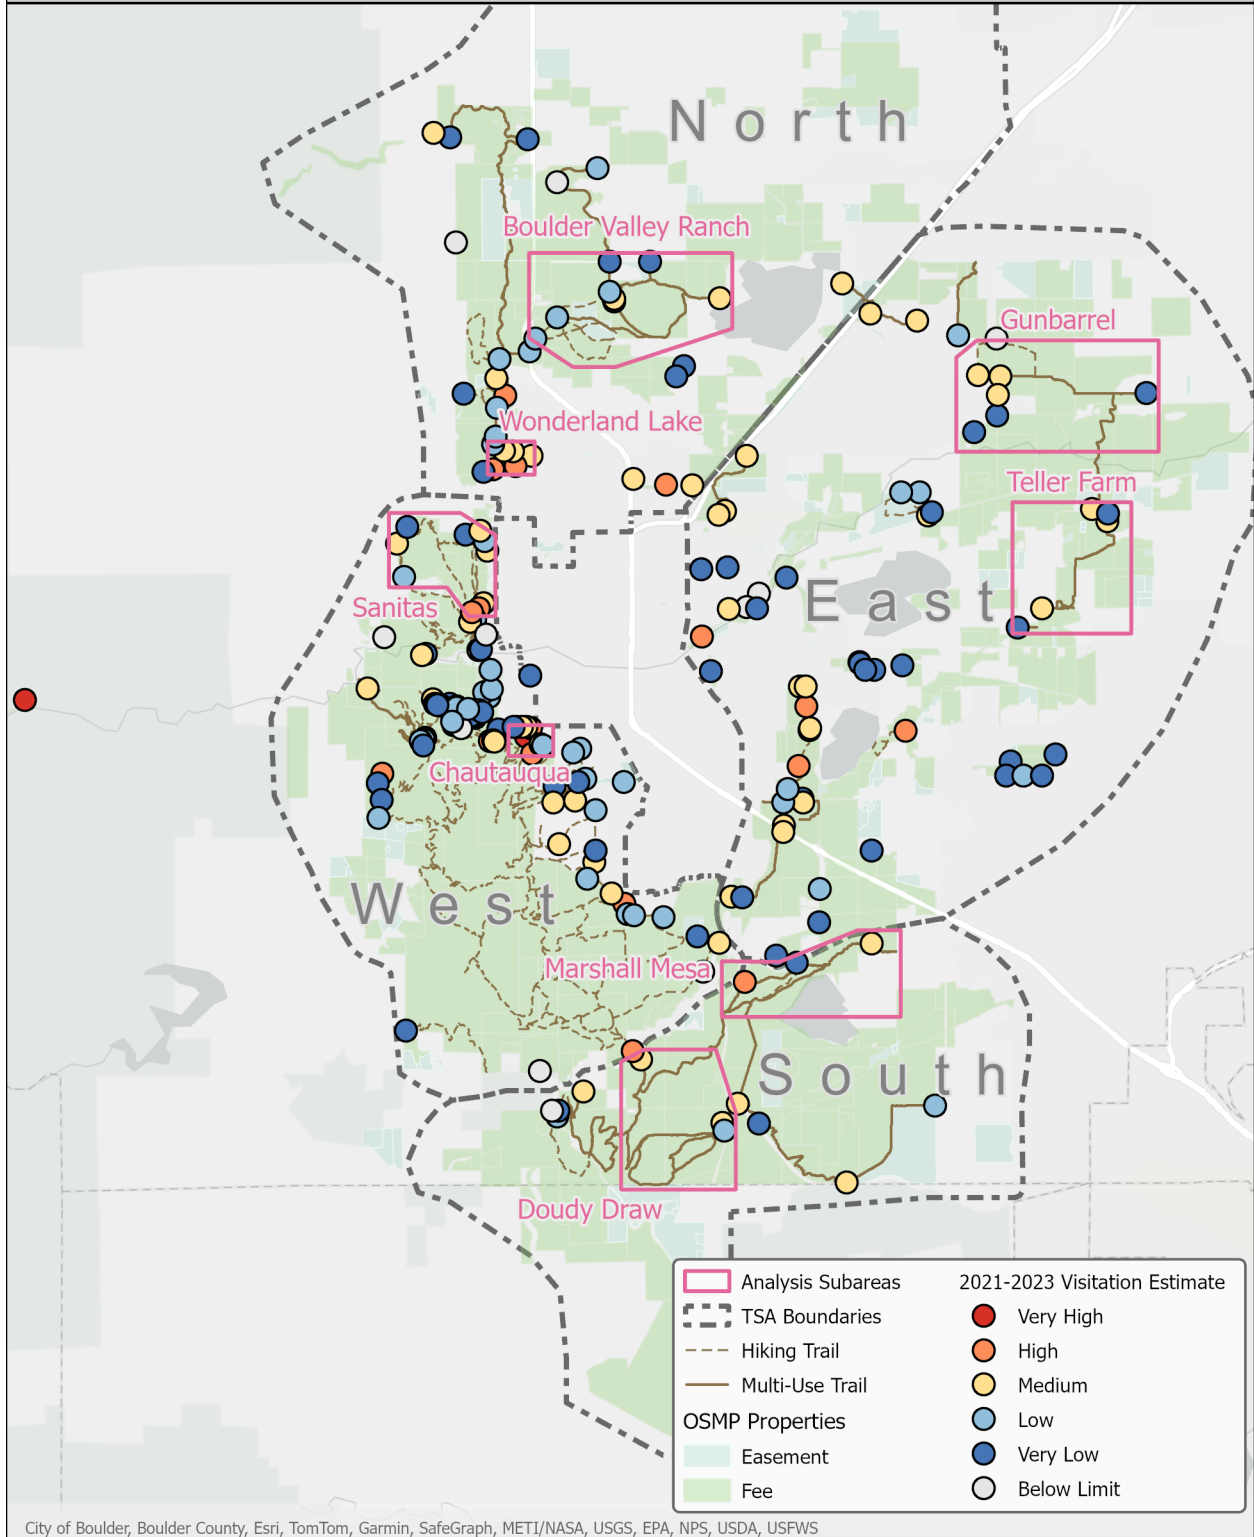 North
Boulder Valley Ranch
Gunbarrel
Wonderland Lake
Teller Farm
East
Sanitas
Chautauqua
West
Marshall Mesa
South
Doudy Draw
Analysis Subareas
TSA Boundaries
Hiking Trail
Multi-Use Trail
OSMP Properties
Easement
Fee
2021-2023 Visitation Estimate
Very High
High
Medium
Low
Very Low
Below Limit
City of Boulder, Boulder County, Esri, TomTom, Garmin, SafeGraph, METI/NASA, USGS, EPA, NPS, USDA, USFWS